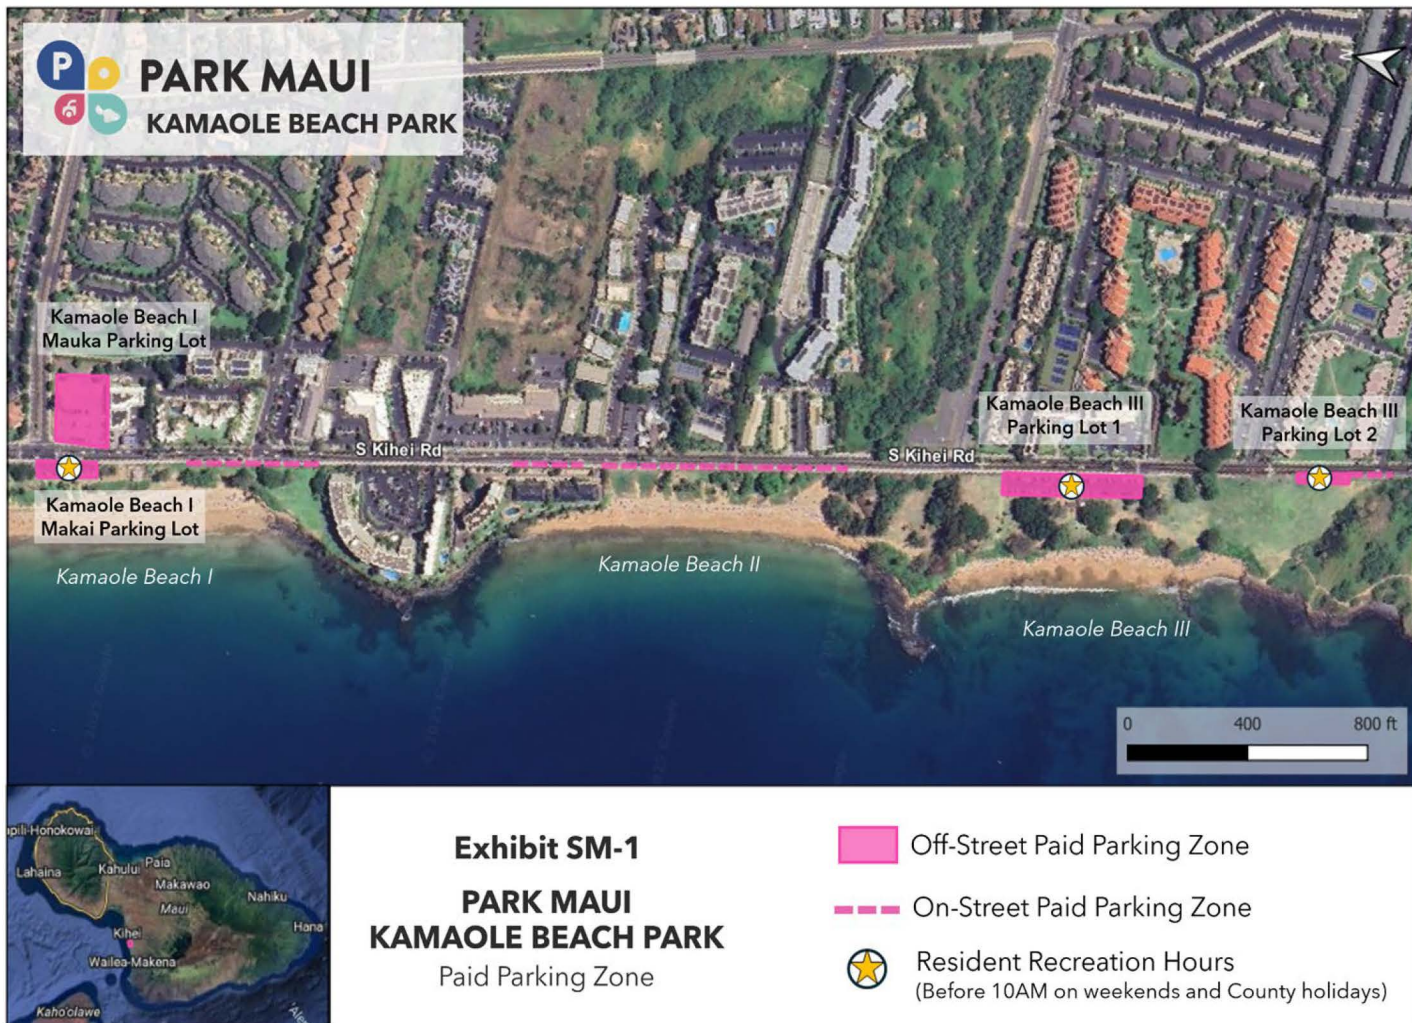 P
PARK MAUI
KAMAOLE BEACH PARK
Kamaole Beach I
Mauka Parking Lot
Kamaole Beach III
Parking Lot 1
Kamaole Beach III
Parking Lot 2
S Kihei Rd
S Kihei Rd
Kamaole Beach I
Makai Parking Lot
Kamaole Beach I
Kamaole Beach II
Kamaole Beach III
0 400 800 ft
apili-Honokowai
Lahaina
Kahului
Paia
Makawao
Maui
Nahiku
Hana
Kihei
Wailea-Makena
Kaho'olawe
Exhibit SM-1
PARK MAUI
KAMAOLE BEACH PARK
Paid Parking Zone
Off-Street Paid Parking Zone
On-Street Paid Parking Zone
Resident Recreation Hours
(Before 10AM on weekends and County holidays)